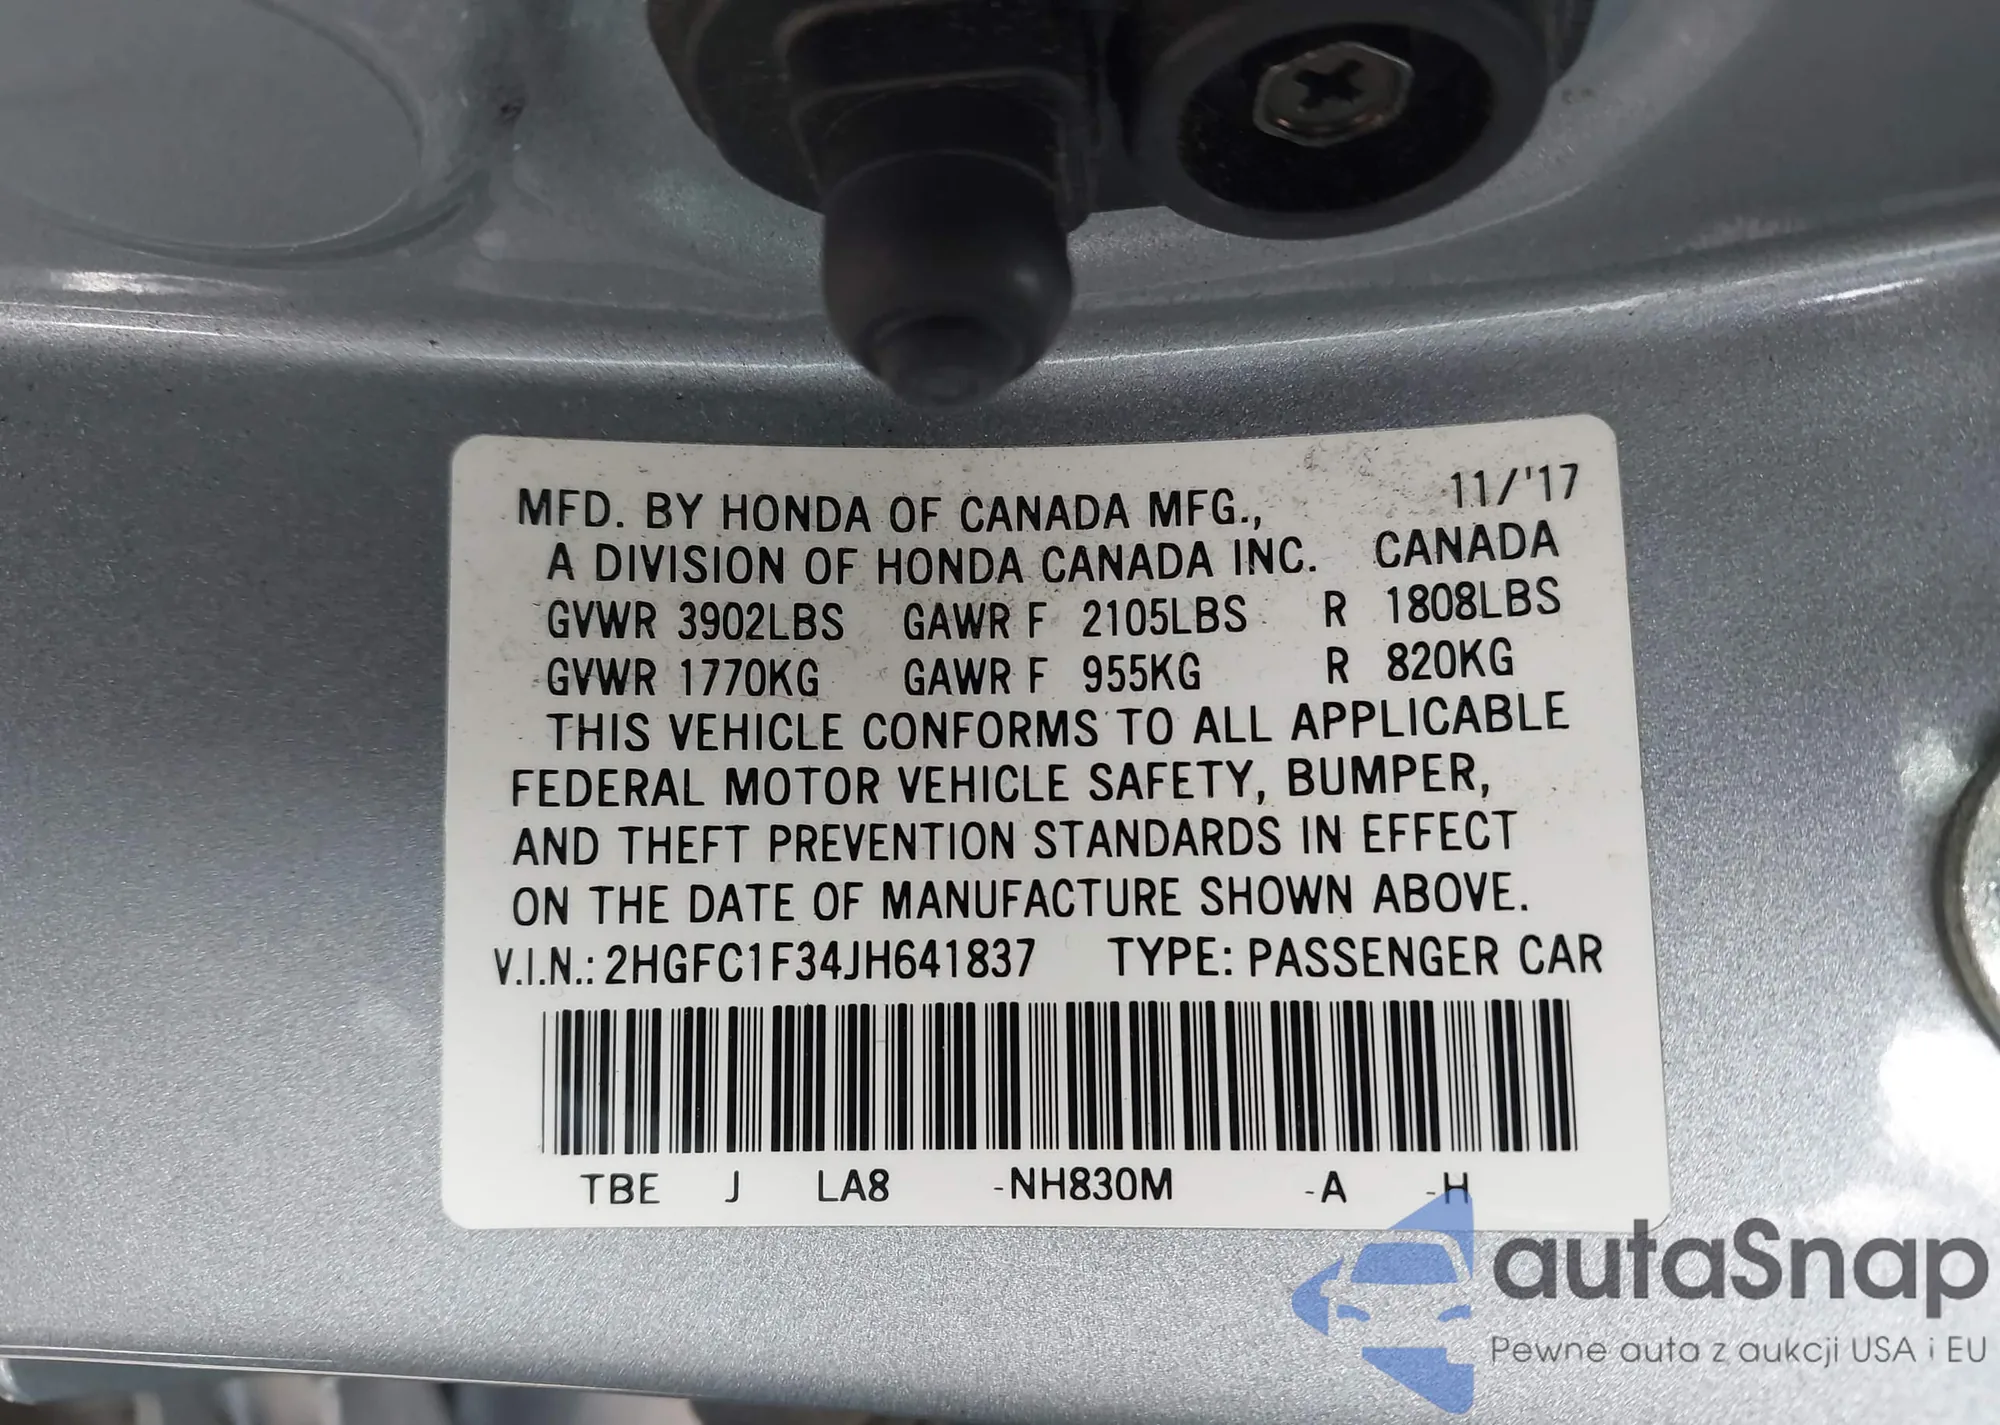 MFD. BY HONDA OF CANADA MFG., 11/'17
A DIVISION OF HONDA CANADA INC. CANADA
GVWR 3902LBS GAWR F 2105LBS R 1808LBS
GVWR 1770KG GAWR F 955KG R 820KG
THIS VEHICLE CONFORMS TO ALL APPLICABLE
FEDERAL MOTOR VEHICLE SAFETY, BUMPER,
AND THEFT PREVENTION STANDARDS IN EFFECT
ON THE DATE OF MANUFACTURE SHOWN ABOVE.
V.I.N.: 2HGFC1F34JH641837 TYPE: PASSENGER CAR
TBE J LA8 -NH830M -A -H
autaSnap
Pewne auta z aukcji USA i EU